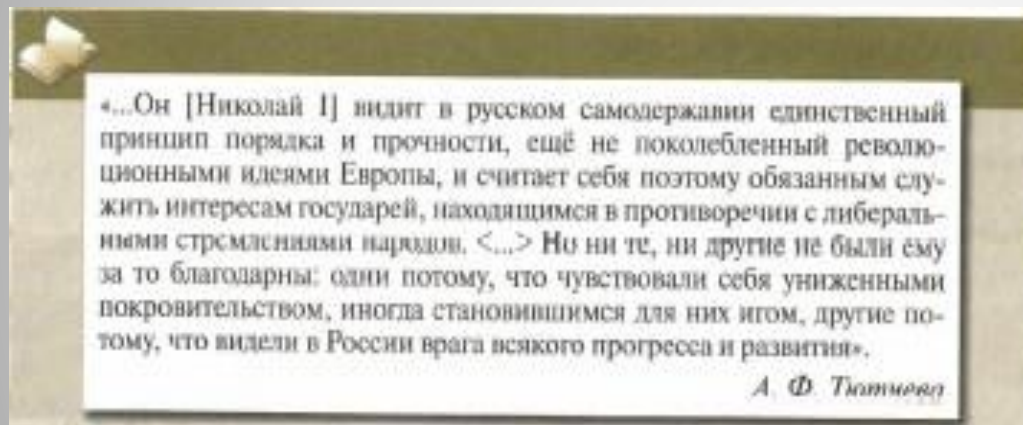 «...Он [Николай I] видит в русском самодержавии единственный
принцип порядка и прочности, ещё не поколебленный револю-
ционными идеями Европы, и считает себя поэтому обязанным слу-
жить интересам государей, находящимся в противоречии с либераль-
ными стремлениями народов. <...> Но ни те, ни другие не были ему
за то благодарны: одни потому, что чувствовали себя униженными
покровительством, иногда становившимся для них игом, другие по-
тому, что видели в России врага всякого прогресса и развития».
А. Ф. Тютчева